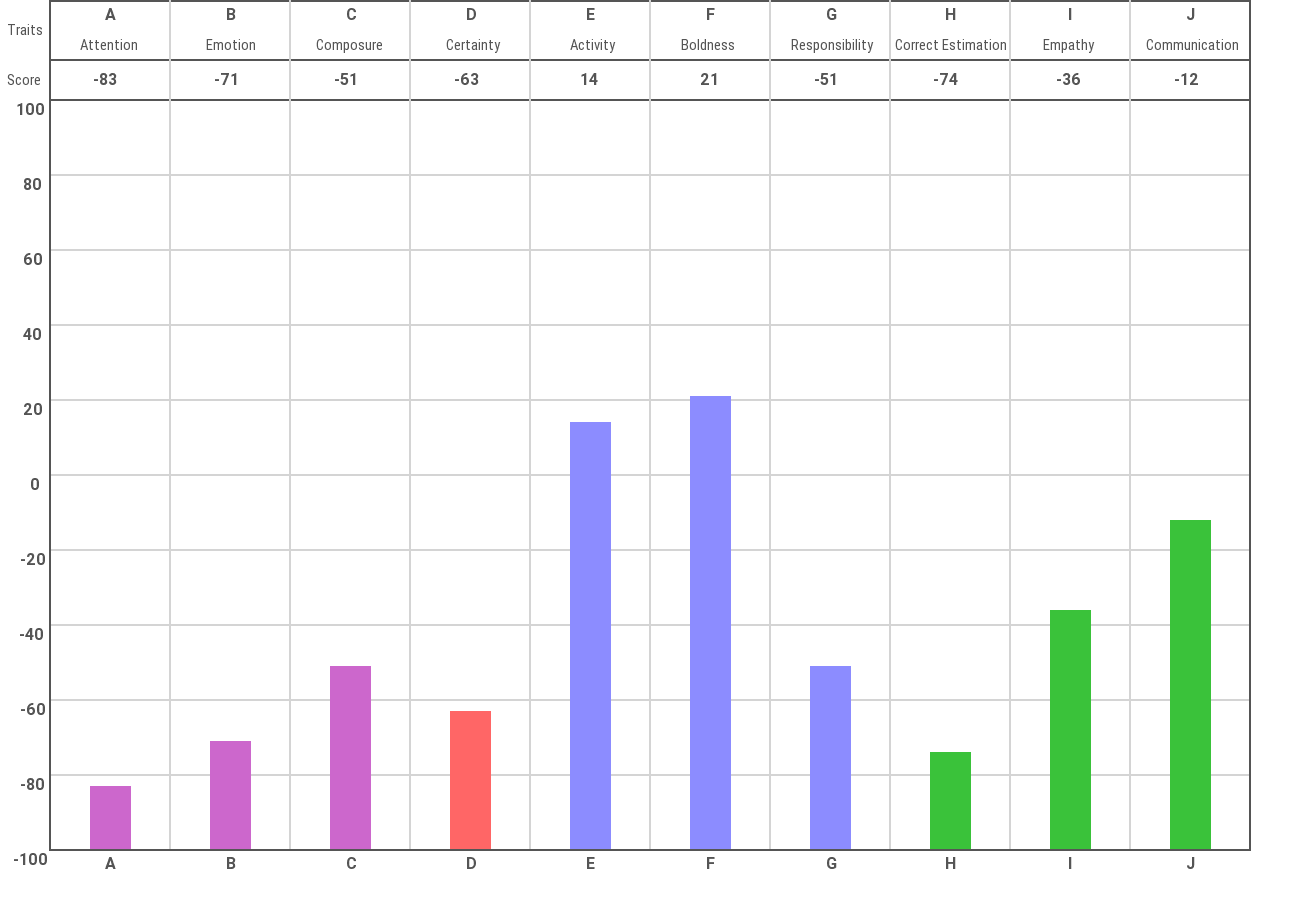 A B C D E F G H I J
Traits
Attention Emotion Composure Certainty Activity Boldness Responsibility Correct Estimation Empathy Communication
Score -83 -71 -51 -63 14 21 -51 -74 -36 -12
100
80
60
40
20
0
-20
-40
-60
-80
-100
A B C D E F G H I J